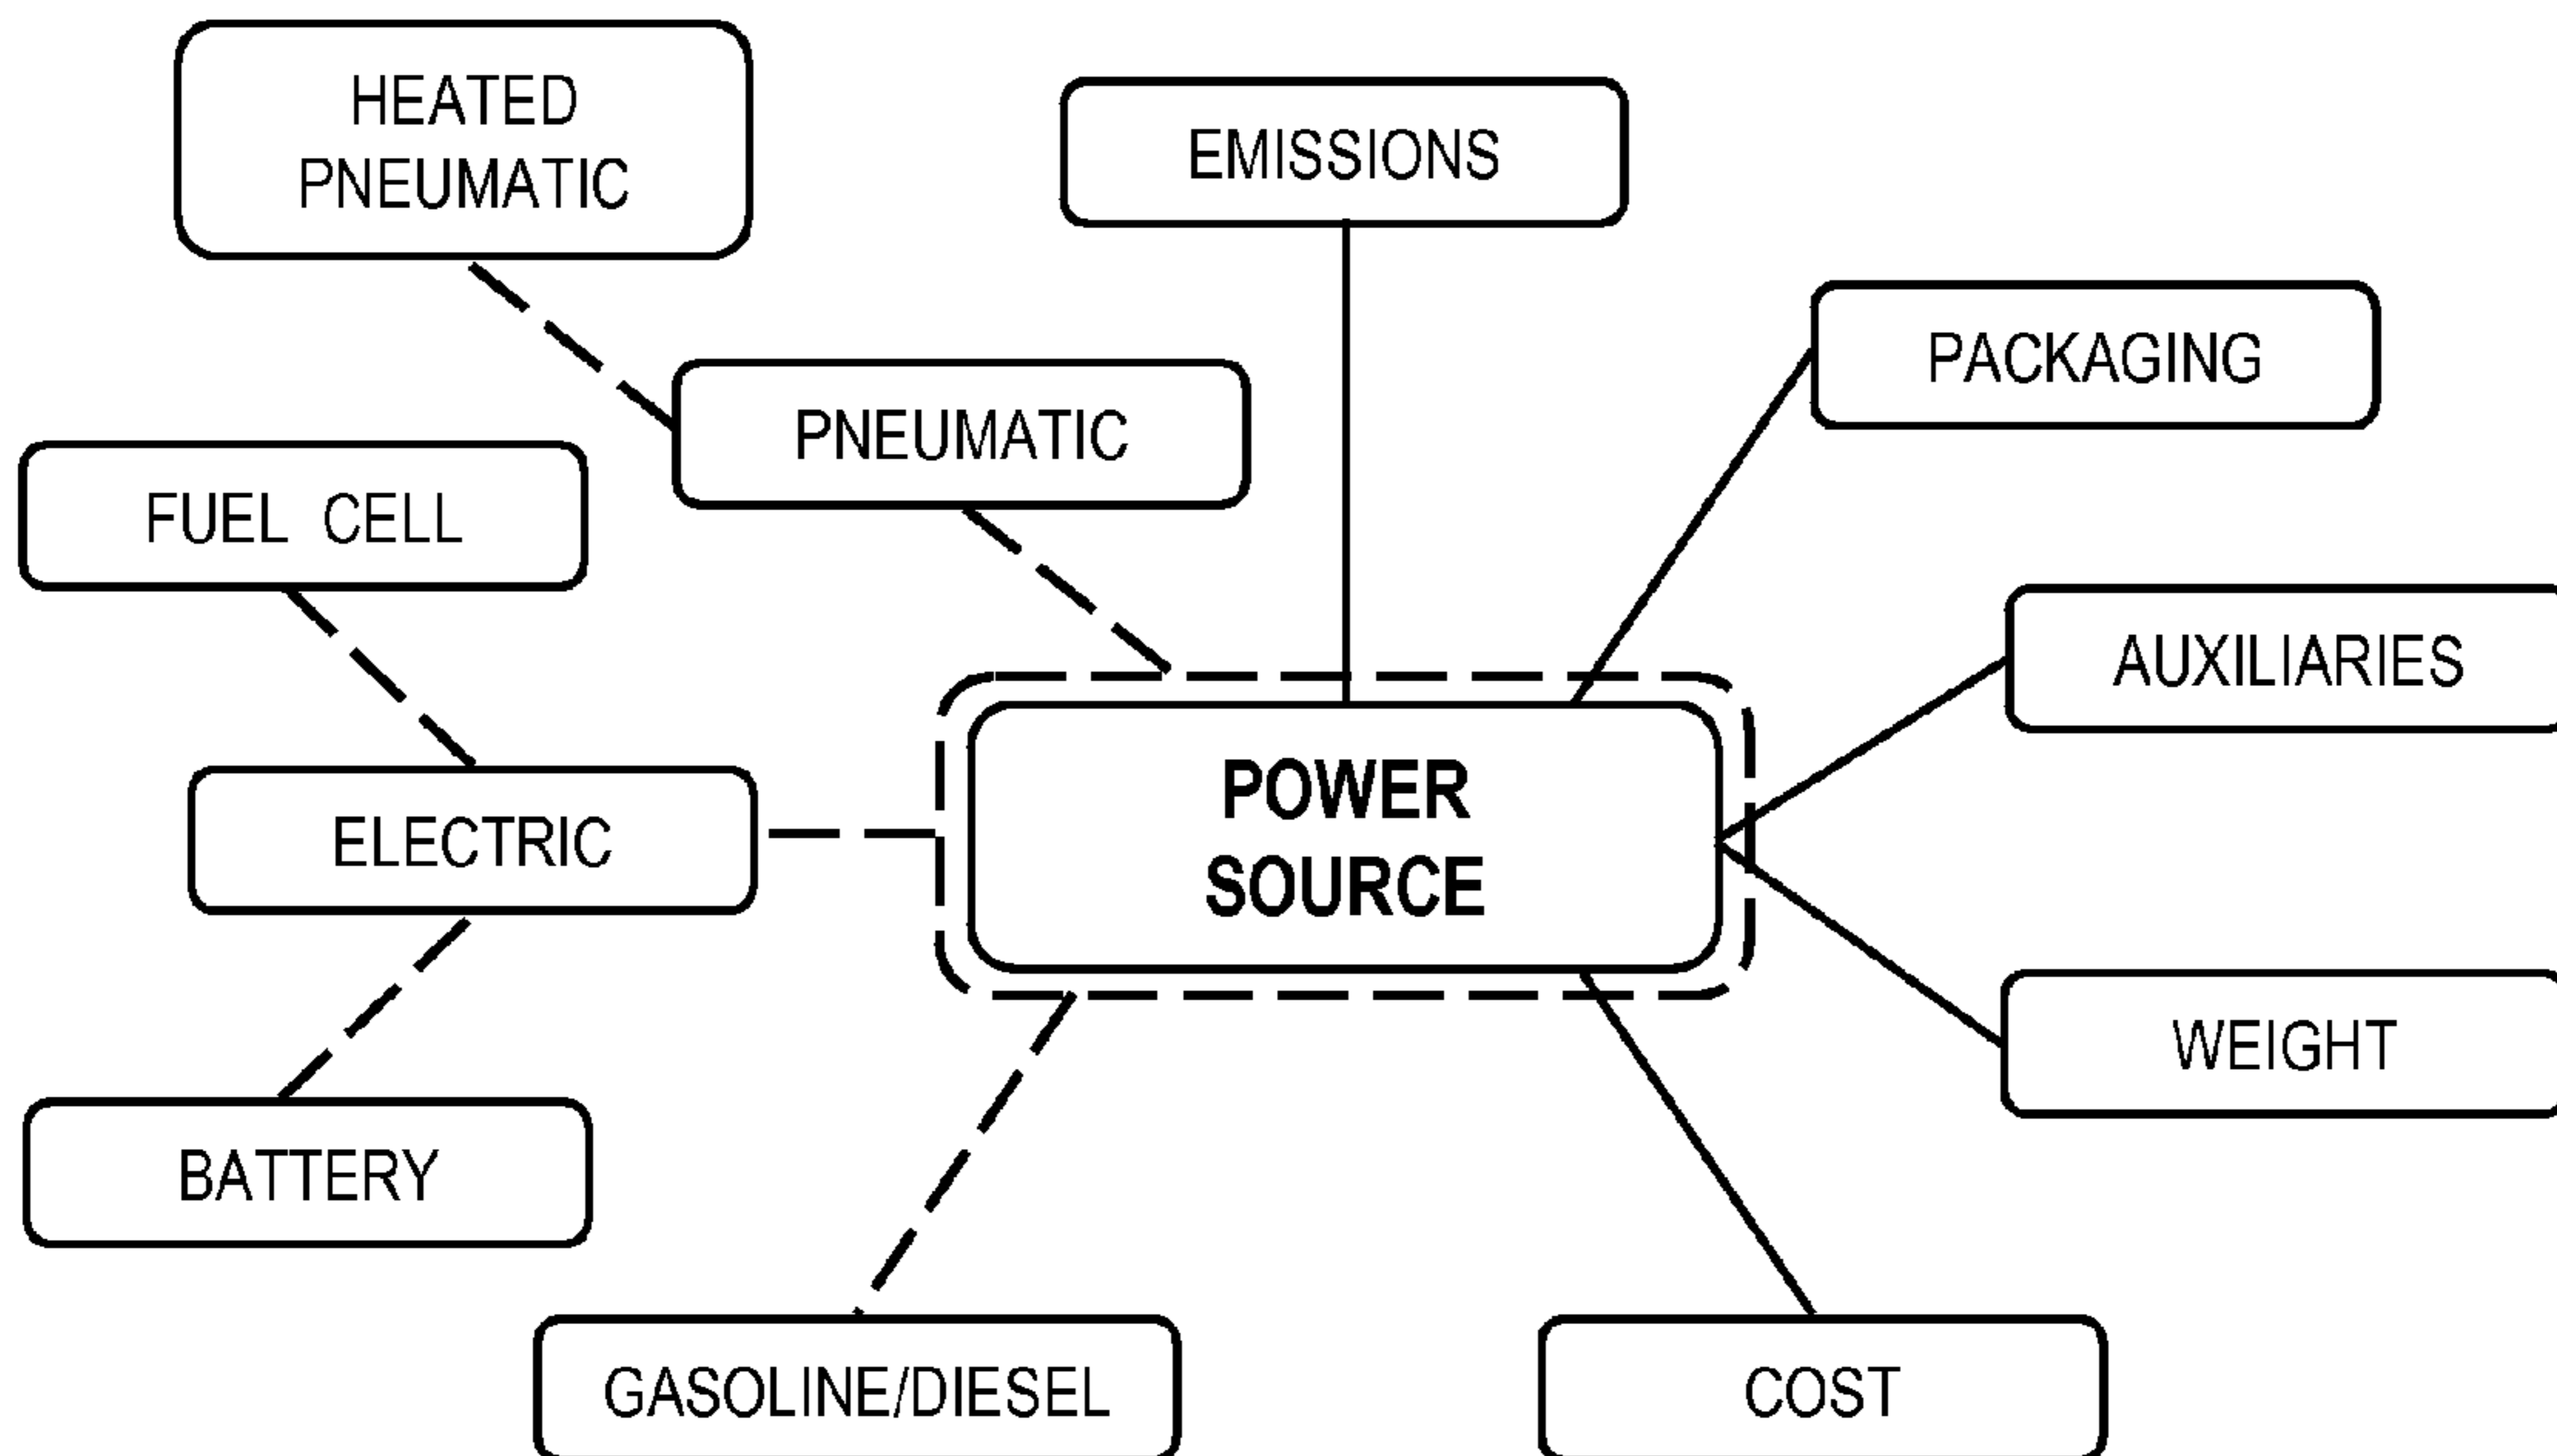 HEATED
PNEUMATIC
EMISSIONS
PACKAGING
PNEUMATIC
FUEL CELL
AUXILIARIES
POWER
SOURCE
ELECTRIC
WEIGHT
BATTERY
GASOLINE/DIESEL
COST